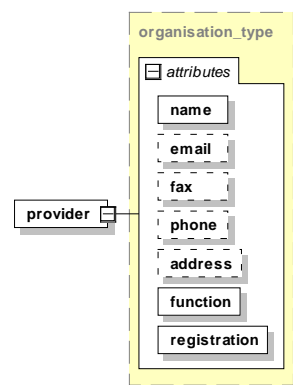 organisation_type
attributes
name
email
fax
phone
address
function
registration
provider